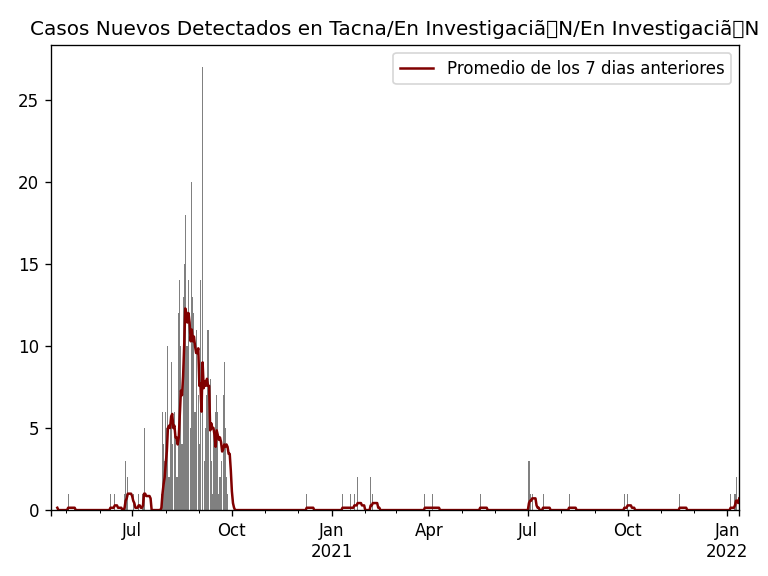 Casos Nuevos Detectados en Tacna/En Investigaciã▯N/En Investigaciã▯N
Promedio de los 7 dias anteriores
25
20
15
10
5
0
Jul Oct Jan Apr Jul Oct Jan
2021 2022